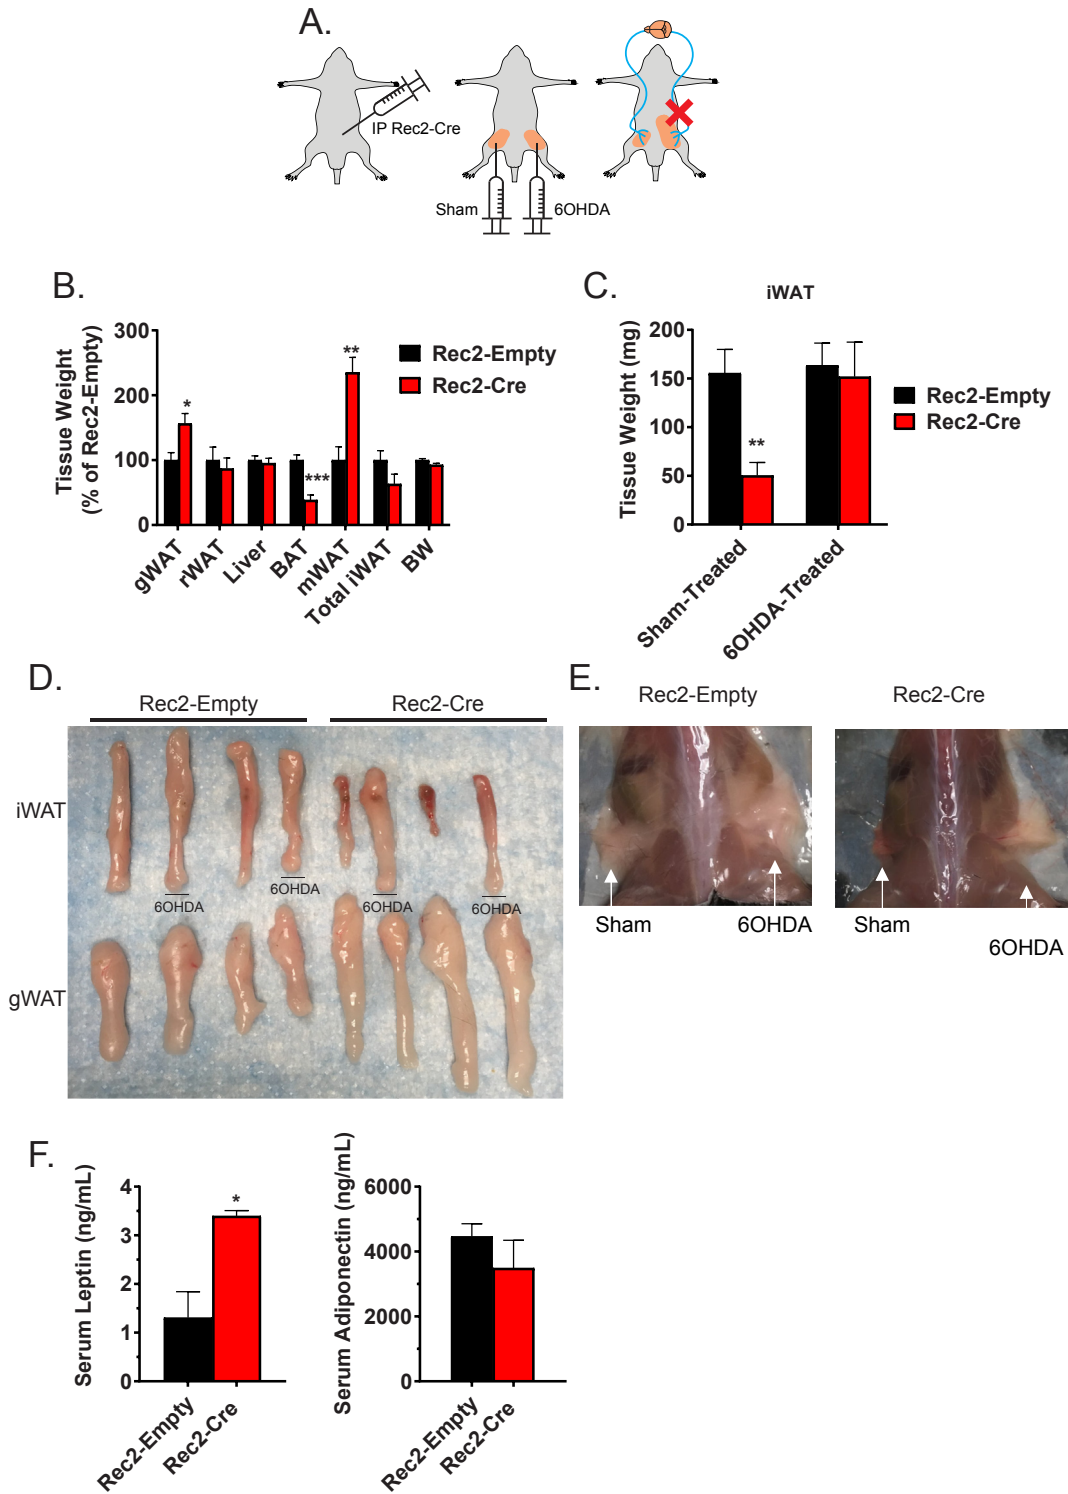 A.
IP Rec2-Cre
Sham
6OHDA
B.
Tissue Weight
(% of Rec2-Empty)
300
200
100
0
*
***
**
Rec2-Empty
Rec2-Cre
gWAT
rWAT
Liver
BAT
mWAT
Total iWAT
BW
C.
iWAT
Tissue Weight (mg)
200
150
100
50
0
**
Rec2-Empty
Rec2-Cre
Sham-Treated
6OHDA-Treated
D.
Rec2-Empty
Rec2-Cre
iWAT
6OHDA
6OHDA
6OHDA
6OHDA
gWAT
E.
Rec2-Empty
Rec2-Cre
Sham
6OHDA
Sham
6OHDA
F.
Serum Leptin (ng/mL)
4
3
2
1
0
*
Rec2-Empty
Rec2-Cre
Serum Adiponectin (ng/mL)
6000
4000
2000
0
Rec2-Empty
Rec2-Cre